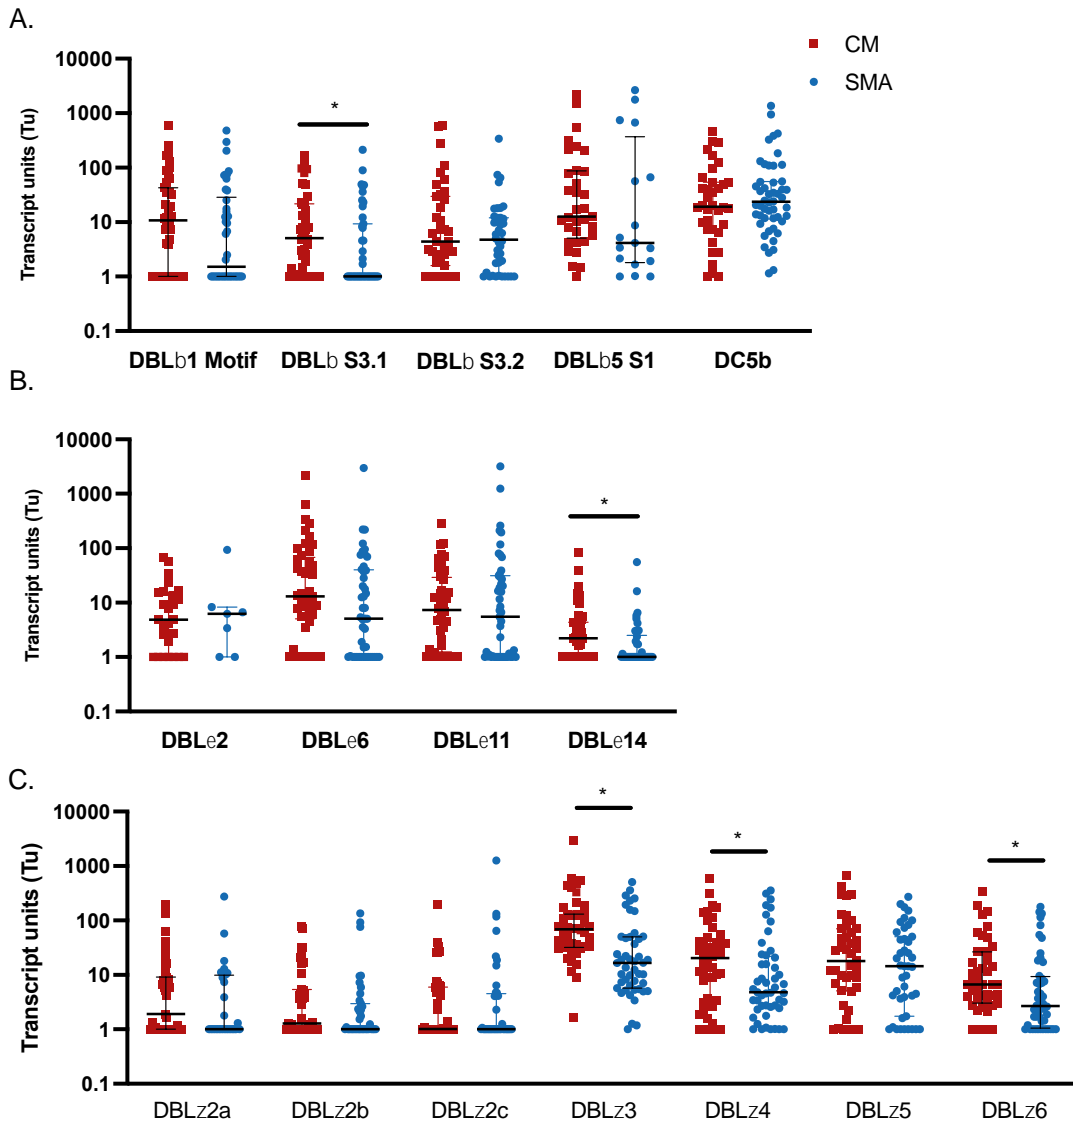 A.
CM
SMA
Transcript units (Tu)
10000
1000
100
10
1
0.1
*
DBLb1 Motif DBLb S3.1 DBLb S3.2 DBLb5 S1 DC5b
B.
Transcript units (Tu)
10000
1000
100
10
1
0.1
*
DBLe2 DBLe6 DBLe11 DBLe14
C.
Transcript units (Tu)
10000
1000
100
10
1
0.1
* * *
DBLz2a DBLz2b DBLz2c DBLz3 DBLz4 DBLz5 DBLz6